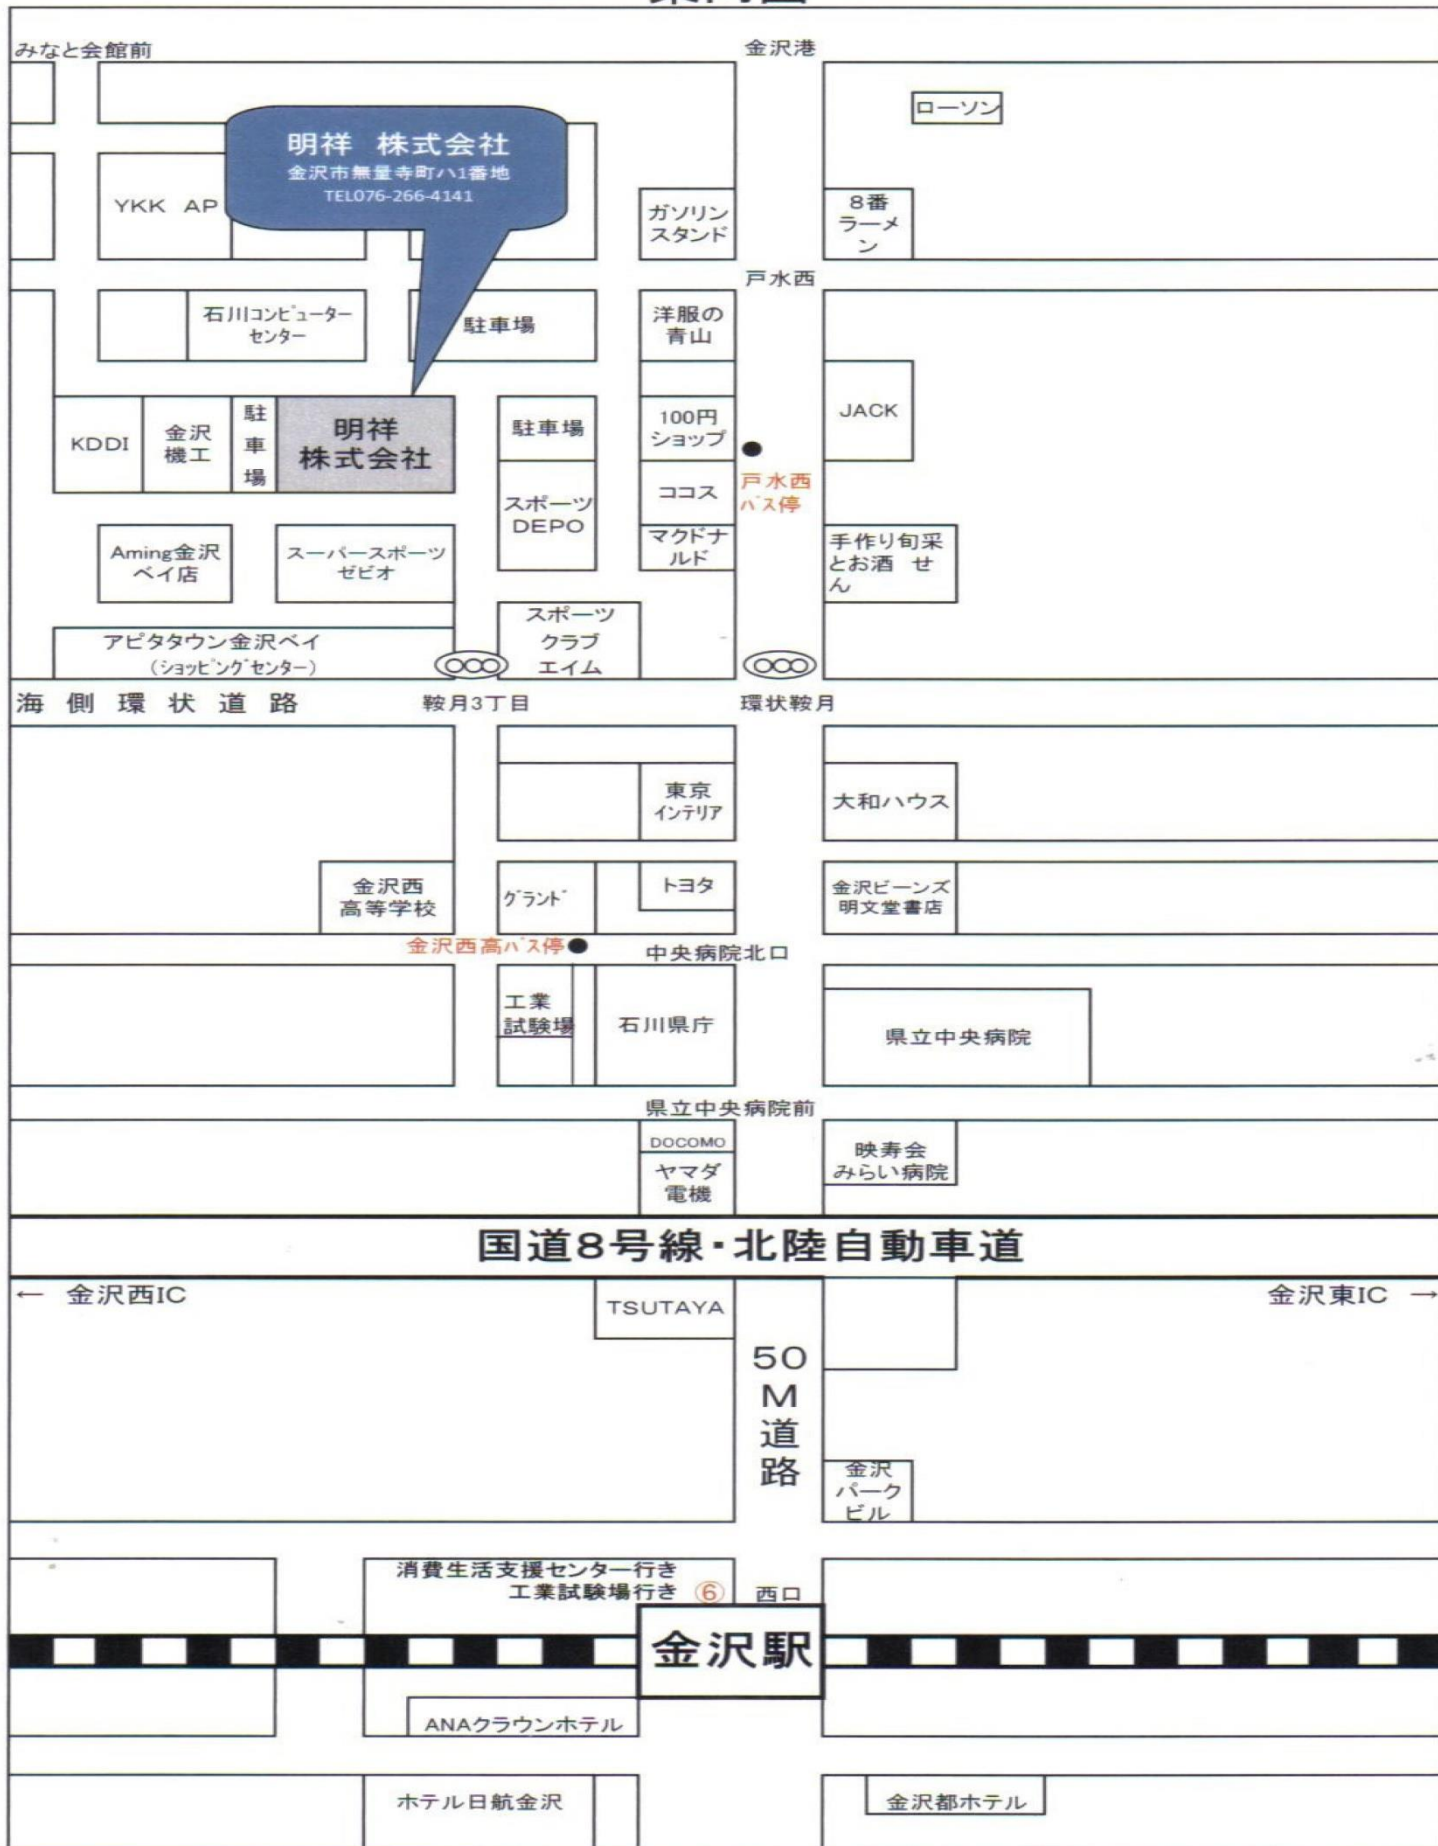 みなと会館前
金沢港
ローソン
明祥 株式会社
金沢市無量寺町ハ1番地
TEL076-266-4141
YKK AP
ガソリン
スタンド
8番
ラーメ
ン
戸水西
石川コンピューター
センター
駐車場
洋服の
青山
JACK
KDDI
金沢
機工
駐
車
場
明祥
株式会社
駐車場
100円
ショップ
戸水西
バス停
スポーツ
DEPO
ココス
マクドナ
ルド
手作り旬采
とお酒 せ
ん
Aming金沢
ベイ店
スーパースポーツ
ゼビオ
アピタタウン金沢ベイ
(ショッピングセンター)
スポーツ
クラブ
エイム
海側環状道路
鞍月3丁目
環状鞍月
東京
インテリア
大和ハウス
金沢西
高等学校
グランド
トヨタ
金沢ビーンズ
明文堂書店
金沢西高バス停
中央病院北口
工業
試験場
石川県庁
県立中央病院
県立中央病院前
DOCOMO
ヤマダ
電機
映寿会
みらい病院
国道8号線・北陸自動車道
← 金沢西IC
金沢東IC →
TSUTAYA
50
M
道
路
金沢
パーク
ビル
消費生活支援センター行き
工業試験場行き ⑥
西口
金沢駅
ANAクラウンホテル
ホテル日航金沢
金沢都ホテル